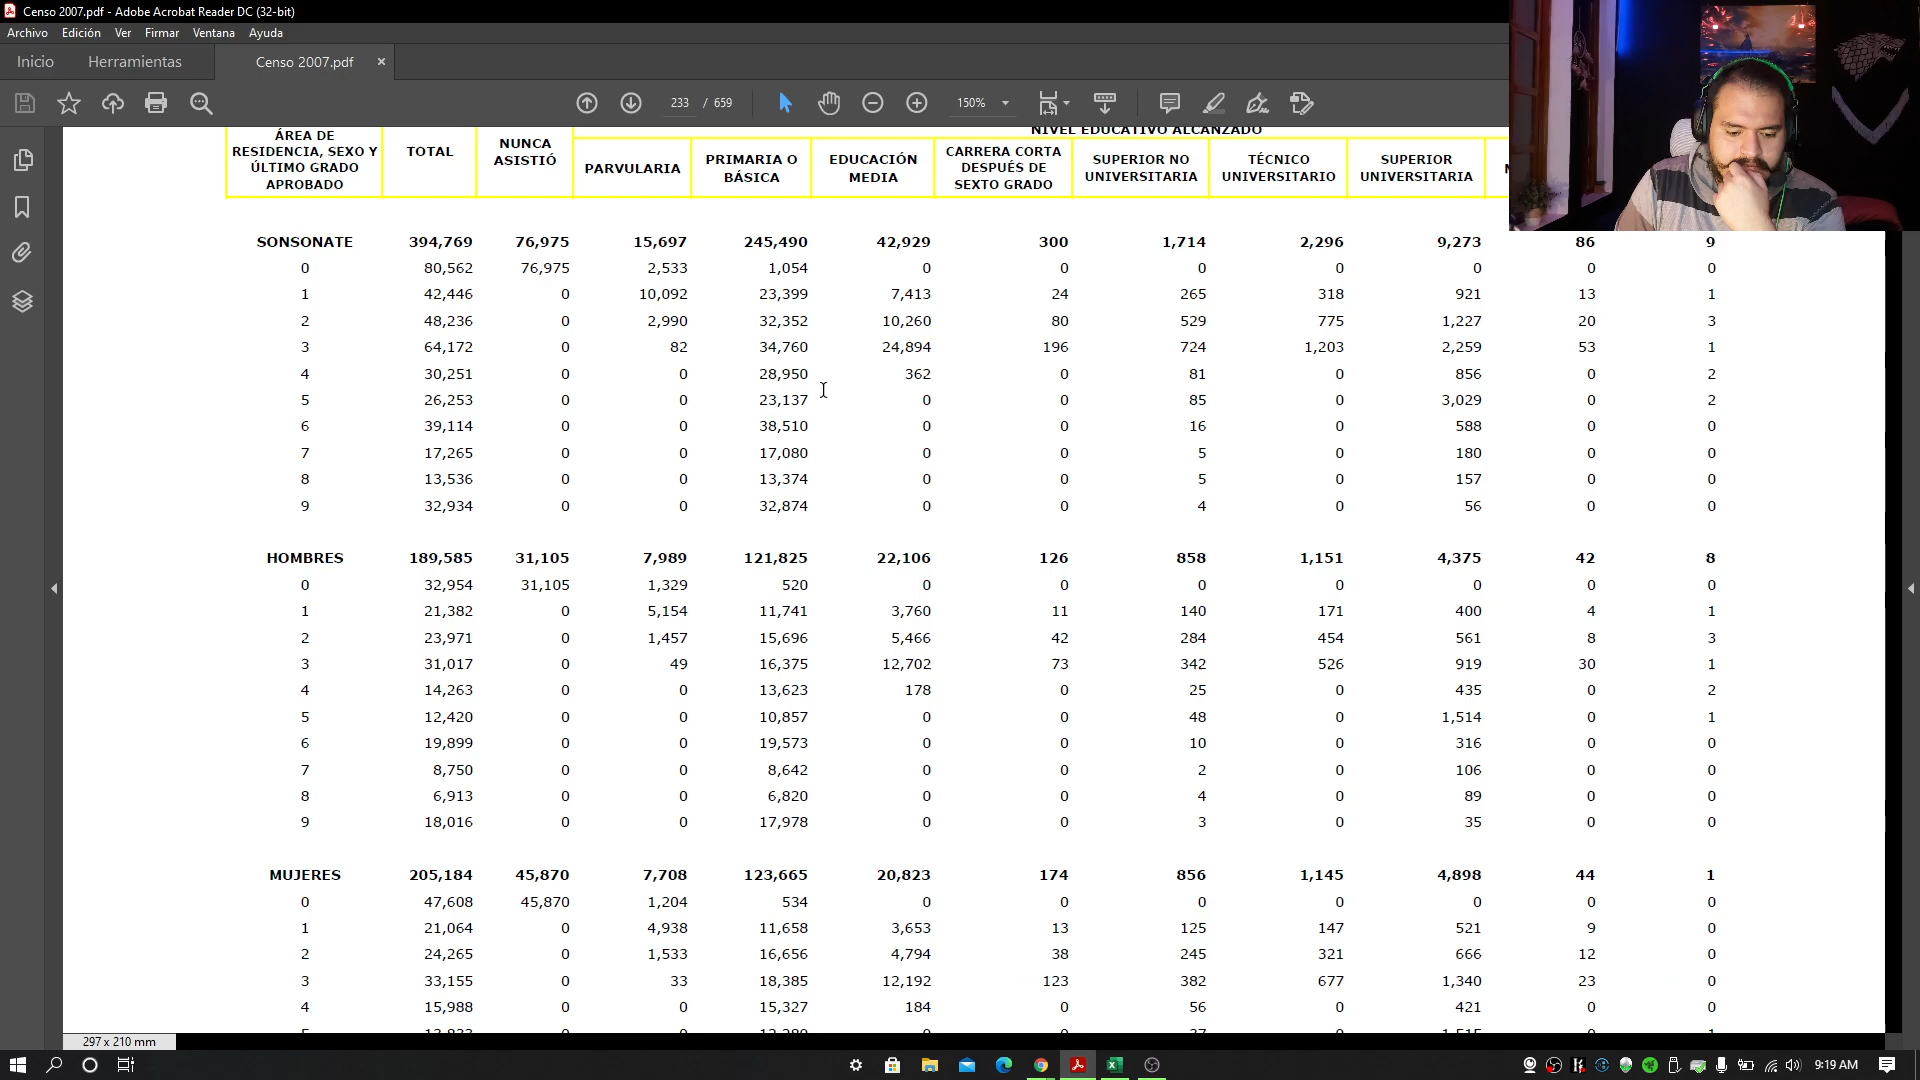 Censo 2007.pdf - Adobe Acrobat Reader DC (32-bit)
Archivo Edición Ver Firmar Ventana Ayuda
Inicio Herramientas Censo 2007.pdf ×
233 / 659 150%
NIVEL EDUCATIVO ALCANZADO
ÁREA DE RESIDENCIA, SEXO Y ÚLTIMO GRADO APROBADO TOTAL NUNCA ASISTIÓ PARVULARIA PRIMARIA O BÁSICA EDUCACIÓN MEDIA CARRERA CORTA DESPUÉS DE SEXTO GRADO SUPERIOR NO UNIVERSITARIA TÉCNICO UNIVERSITARIO SUPERIOR UNIVERSITARIA
SONSONATE 394,769 76,975 15,697 245,490 42,929 300 1,714 2,296 9,273 86 9
0 80,562 76,975 2,533 1,054 0 0 0 0 0 0 0
1 42,446 0 10,092 23,399 7,413 24 265 318 921 13 1
2 48,236 0 2,990 32,352 10,260 80 529 775 1,227 20 3
3 64,172 0 82 34,760 24,894 196 724 1,203 2,259 53 1
4 30,251 0 0 28,950 362 0 81 0 856 0 2
5 26,253 0 0 23,137 0 0 85 0 3,029 0 2
6 39,114 0 0 38,510 0 0 16 0 588 0 0
7 17,265 0 0 17,080 0 0 5 0 180 0 0
8 13,536 0 0 13,374 0 0 5 0 157 0 0
9 32,934 0 0 32,874 0 0 4 0 56 0 0
HOMBRES 189,585 31,105 7,989 121,825 22,106 126 858 1,151 4,375 42 8
0 32,954 31,105 1,329 520 0 0 0 0 0 0 0
1 21,382 0 5,154 11,741 3,760 11 140 171 400 4 1
2 23,971 0 1,457 15,696 5,466 42 284 454 561 8 3
3 31,017 0 49 16,375 12,702 73 342 526 919 30 1
4 14,263 0 0 13,623 178 0 25 0 435 0 2
5 12,420 0 0 10,857 0 0 48 0 1,514 0 1
6 19,899 0 0 19,573 0 0 10 0 316 0 0
7 8,750 0 0 8,642 0 0 2 0 106 0 0
8 6,913 0 0 6,820 0 0 4 0 89 0 0
9 18,016 0 0 17,978 0 0 3 0 35 0 0
MUJERES 205,184 45,870 7,708 123,665 20,823 174 856 1,145 4,898 44 1
0 47,608 45,870 1,204 534 0 0 0 0 0 0 0
1 21,064 0 4,938 11,658 3,653 13 125 147 521 9 0
2 24,265 0 1,533 16,656 4,794 38 245 321 666 12 0
3 33,155 0 33 18,385 12,192 123 382 677 1,340 23 0
4 15,988 0 0 15,327 184 0 56 0 421 0 0
297 x 210 mm
9:19 AM